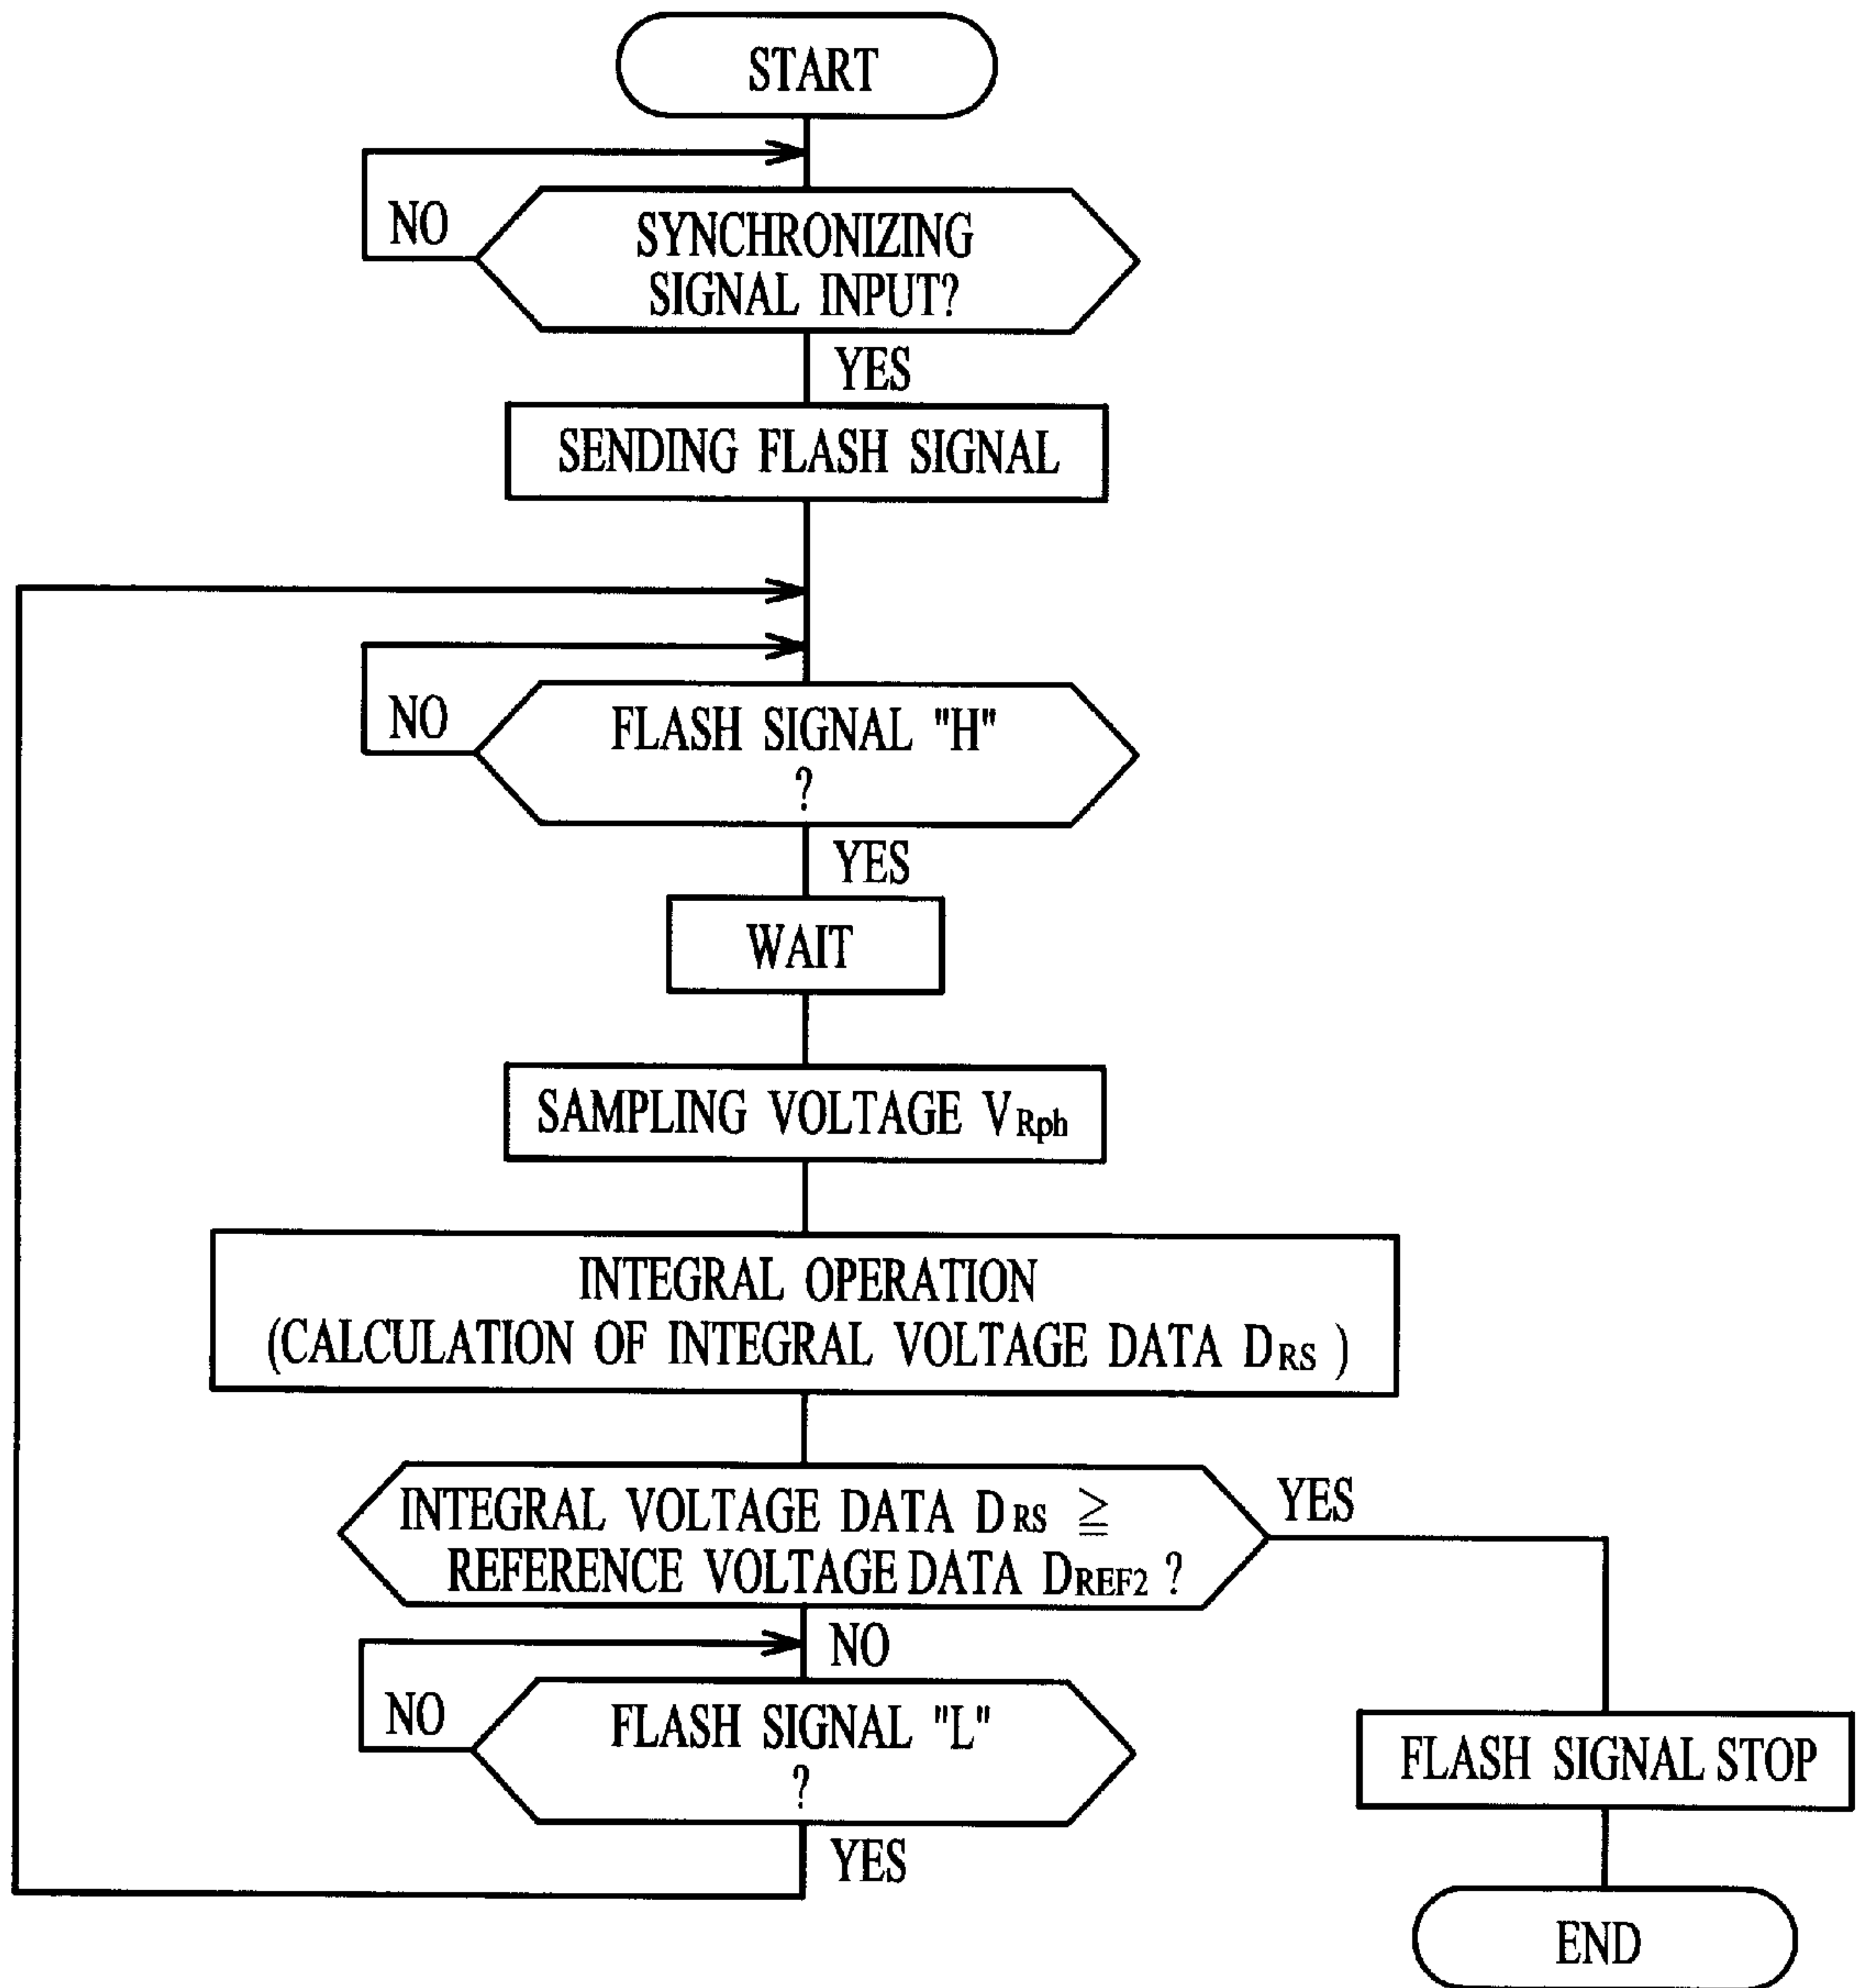 START
NO
SYNCHRONIZING
SIGNAL INPUT?
YES
SENDING FLASH SIGNAL
NO
FLASH SIGNAL "H"
?
YES
WAIT
SAMPLING VOLTAGE VRph
INTEGRAL OPERATION
(CALCULATION OF INTEGRAL VOLTAGE DATA DRS )
INTEGRAL VOLTAGE DATA DRS ≧
REFERENCE VOLTAGE DATA DREF2 ?
YES
NO
NO
FLASH SIGNAL "L"
?
YES
FLASH SIGNAL STOP
END